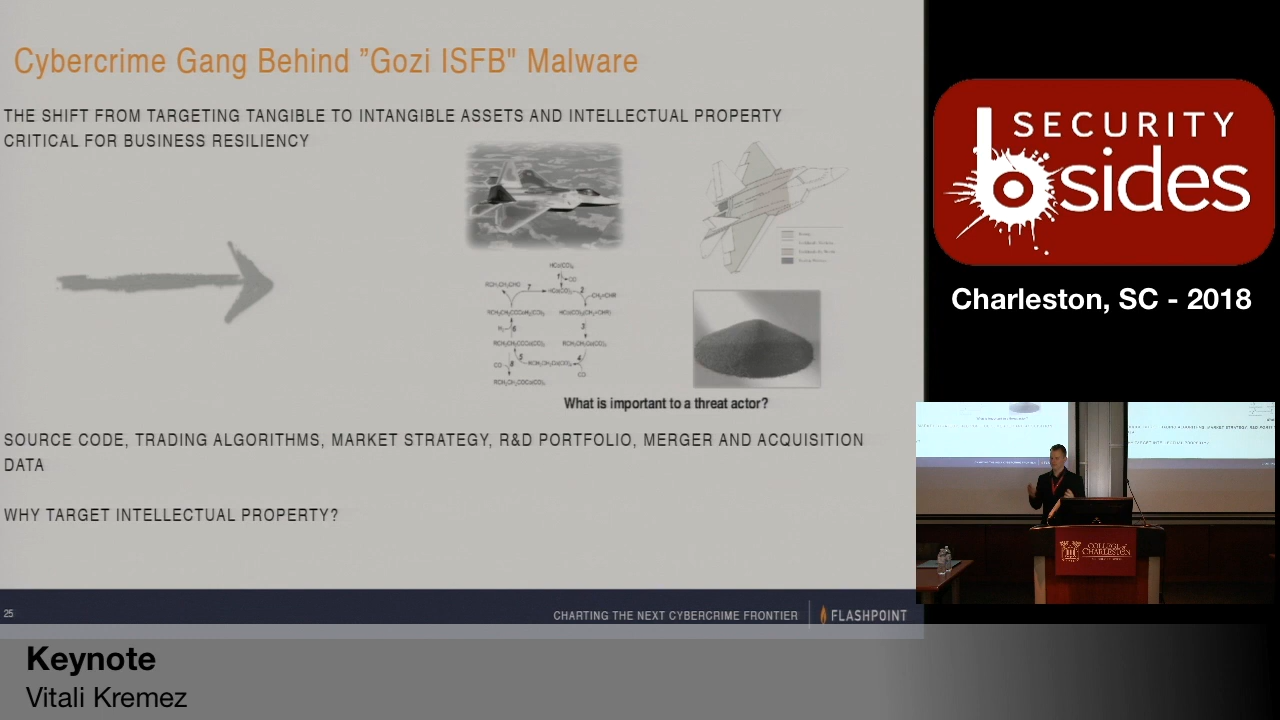 Cybercrime Gang Behind ”Gozi ISFB" Malware
THE SHIFT FROM TARGETING TANGIBLE TO INTANGIBLE ASSETS AND INTELLECTUAL PROPERTY
CRITICAL FOR BUSINESS RESILIENCY
What is important to a threat actor?
SOURCE CODE, TRADING ALGORITHMS, MARKET STRATEGY, R&D PORTFOLIO, MERGER AND ACQUISITION
DATA
WHY TARGET INTELLECTUAL PROPERTY?
25
CHARTING THE NEXT CYBERCRIME FRONTIER
FLASHPOINT
SECURITY
bsides
Charleston, SC - 2018
COLLEGE of
CHARLESTON
Keynote
Vitali Kremez